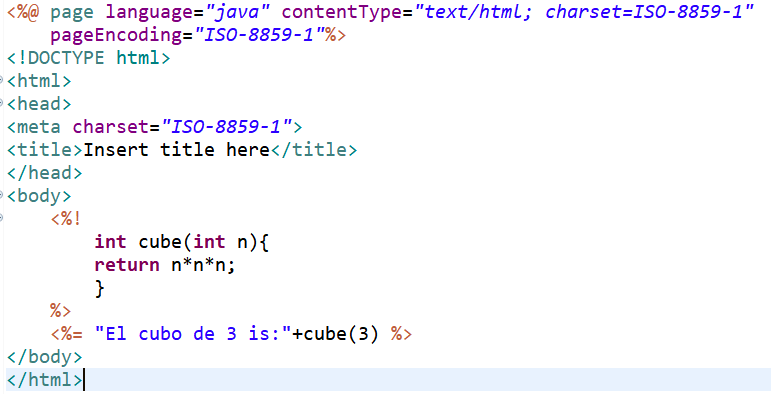 <%@ page language="java" contentType="text/html; charset=ISO-8859-1"
    pageEncoding="ISO-8859-1"%>
<!DOCTYPE html>
<html>
<head>
<meta charset="ISO-8859-1">
<title>Insert title here</title>
</head>
<body>
    <%!
        int cube(int n){
        return n*n*n;
        }
    %>
    <%= "El cubo de 3 is:"+cube(3) %>
</body>
</html>